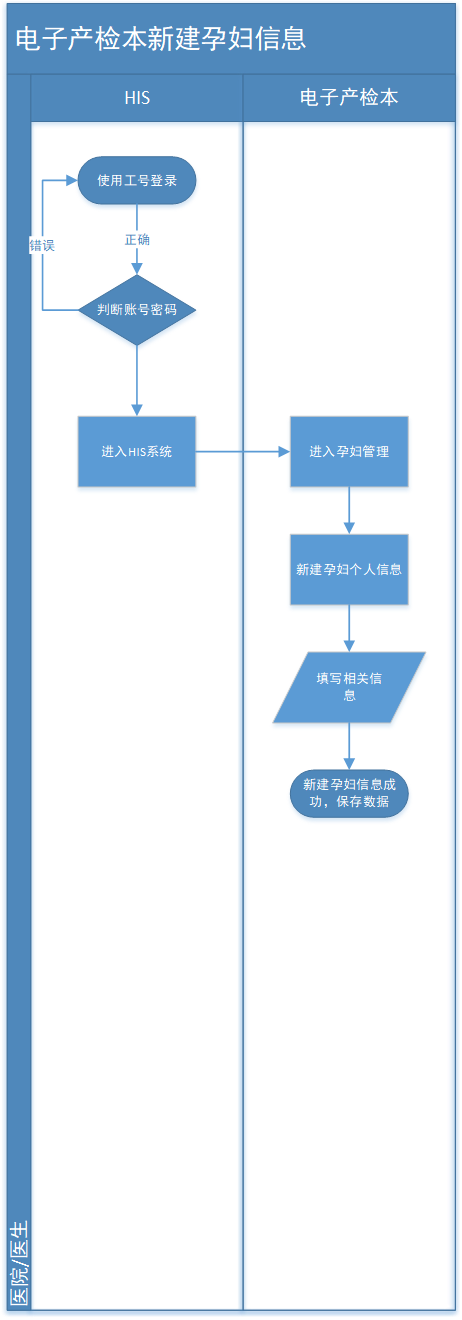 电子产检本新建孕妇信息
HIS
电子产检本
使用工号登录
正确
错误
判断账号密码
进入HIS系统
进入孕妇管理
新建孕妇个人信息
填写相关信
息
新建孕妇信息成
功，保存数据
医院/医生